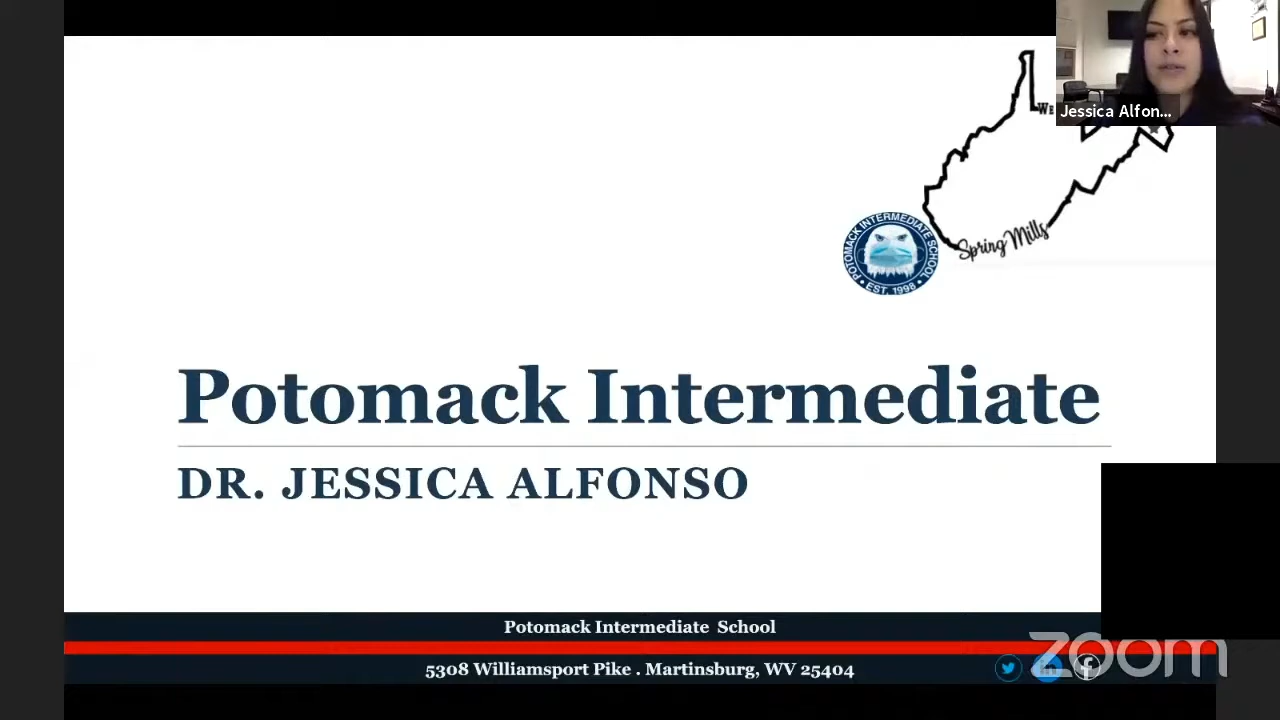 Jessica Alfon...
We
Spring Mills
POTOMACK INTERMEDIATE SCHOOL
• EST. 1998 •
Potomack Intermediate
DR. JESSICA ALFONSO
Potomack Intermediate School
5308 Williamsport Pike . Martinsburg, WV 25404
zoom